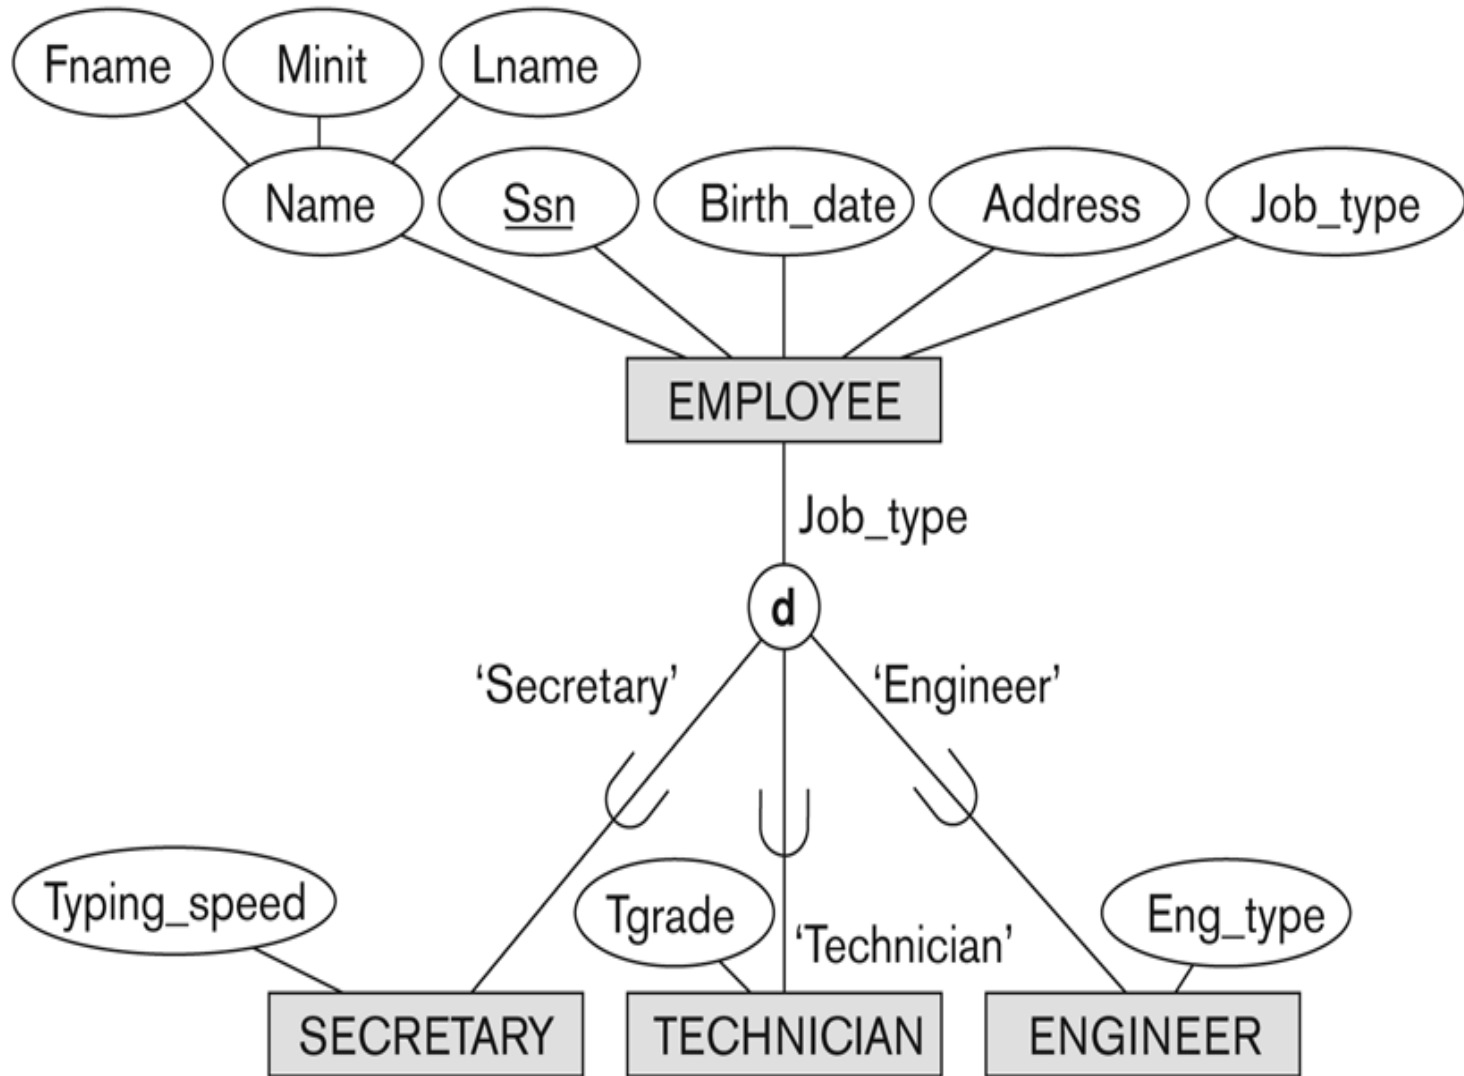 Fname Minit Lname
Name Ssn Birth_date Address Job_type
EMPLOYEE
Job_type
d
‘Secretary’ ‘Engineer’
Typing_speed Tgrade Eng_type
‘Technician’
SECRETARY TECHNICIAN ENGINEER